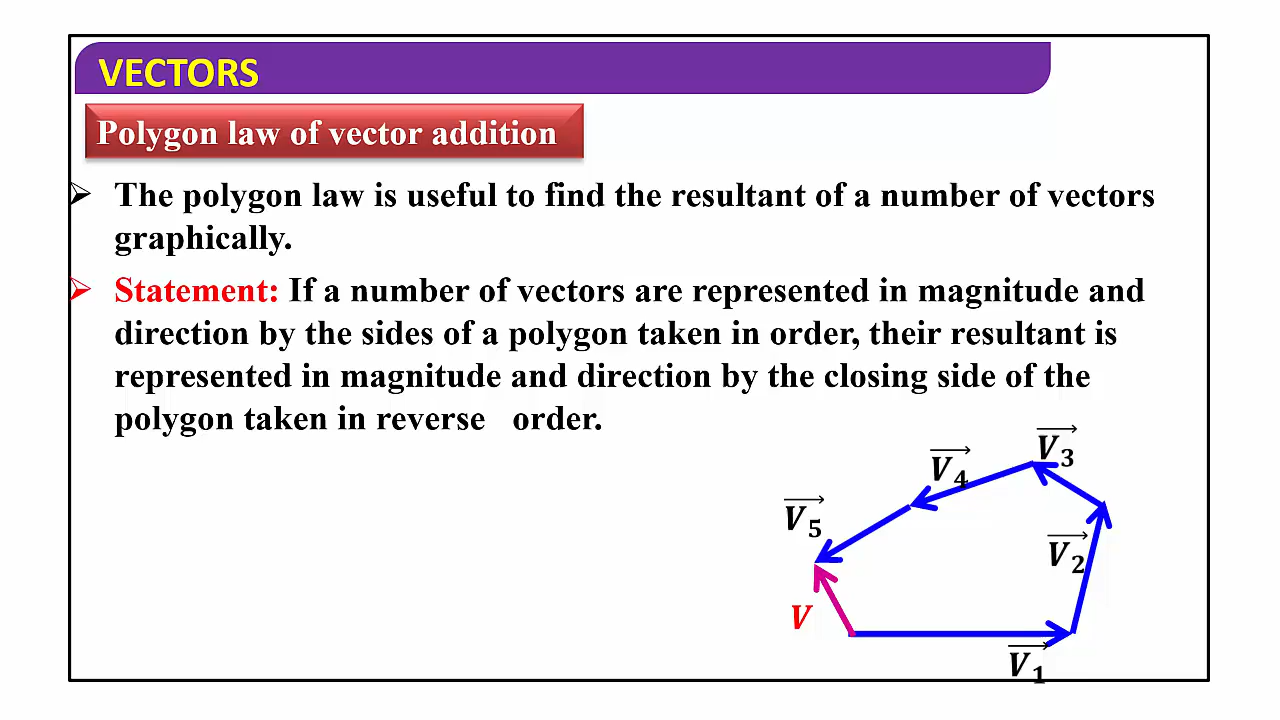 VECTORS
Polygon law of vector addition
➢ The polygon law is useful to find the resultant of a number of vectors
graphically.
➢ Statement: If a number of vectors are represented in magnitude and
direction by the sides of a polygon taken in order, their resultant is
represented in magnitude and direction by the closing side of the
polygon taken in reverse order.
V₃
V₄
V₅
V₂
V
V₁